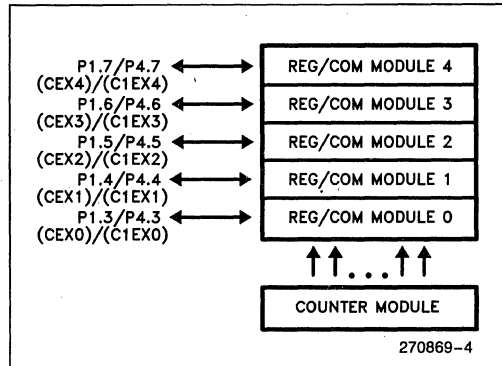 P1.7/P4.7
(CEX4)/(C1EX4)
REG/COM MODULE 4
P1.6/P4.6
(CEX3)/(C1EX3)
REG/COM MODULE 3
P1.5/P4.5
(CEX2)/(C1EX2)
REG/COM MODULE 2
P1.4/P4.4
(CEX1)/(C1EX1)
REG/COM MODULE 1
P1.3/P4.3
(CEX0)/(C1EX0)
REG/COM MODULE 0
COUNTER MODULE
270869-4